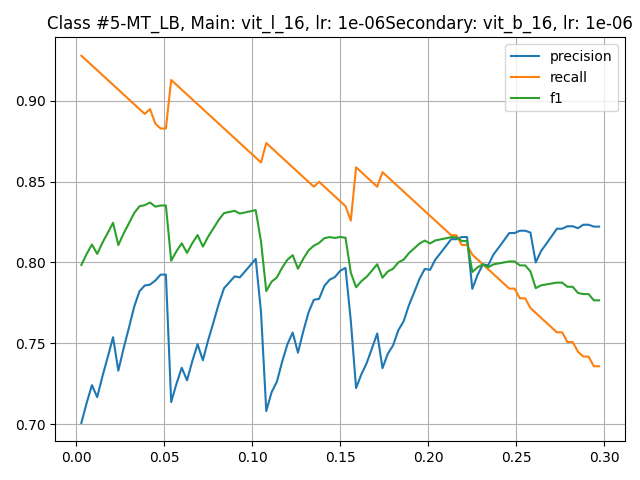 Class #5-MT_LB, Main: vit_l_16, lr: 1e-06Secondary: vit_b_16, lr: 1e-06
precision
recall
f1
0.90
0.85
0.80
0.75
0.70
0.00 0.05 0.10 0.15 0.20 0.25 0.30